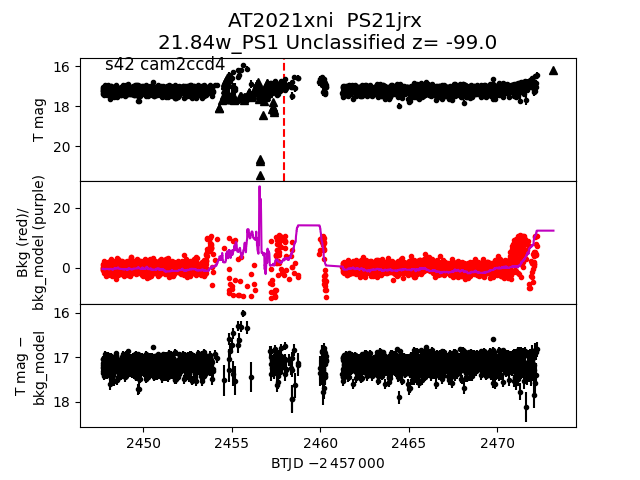 AT2021xni  PS21jrx
21.84w_PS1 Unclassified z= -99.0
s42 cam2ccd4
T mag
16
18
20
Bkg (red)/
bkg_model (purple)
20
0
T mag −
bkg_model
16
17
18
2450
2455
2460
2465
2470
BTJD −2 457 000